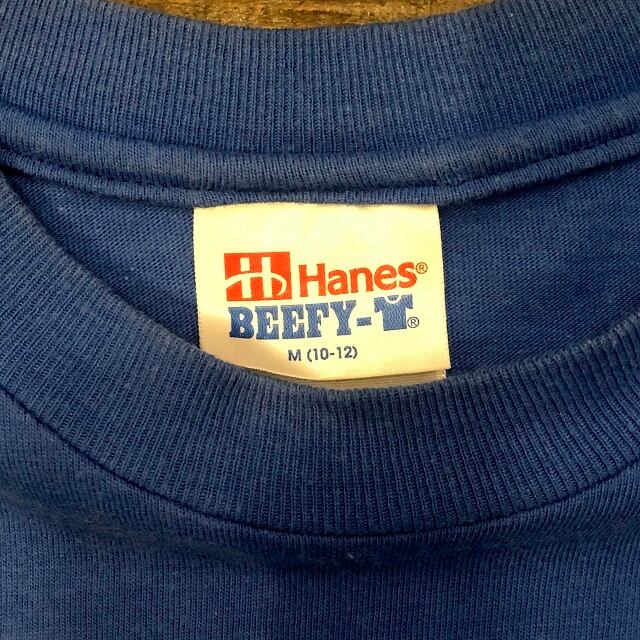 H Hanes®
BEEFY-T®
M (10-12)